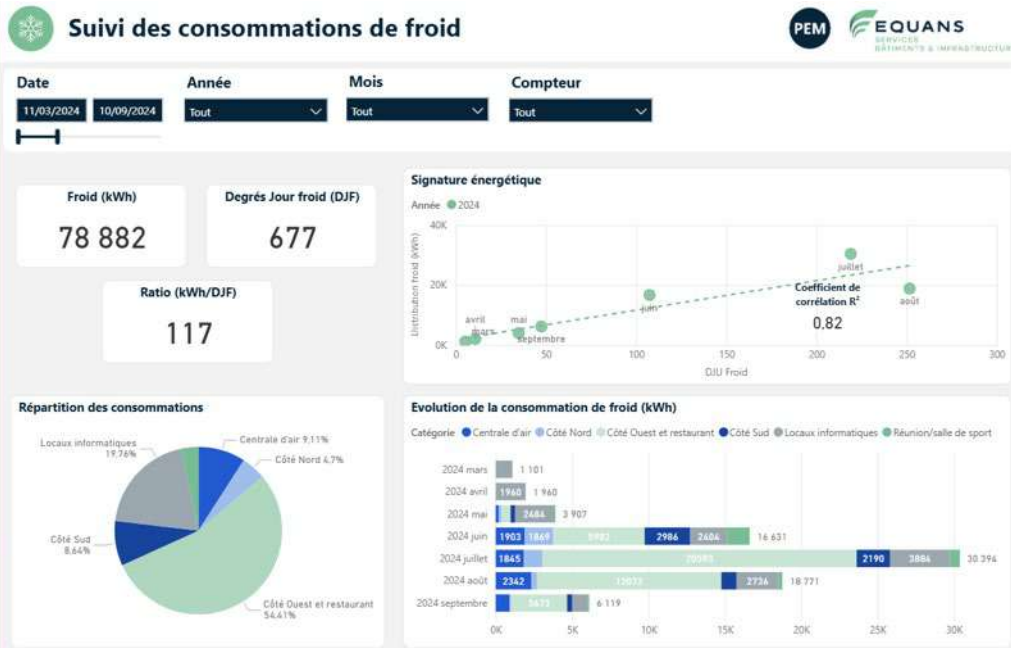 Suivi des consommations de froid
PEM
EQUANS
SERVICES
BÂTIMENTS & INFRASTRUCTUR
Date
Année
Mois
Compteur
11/03/2024
10/09/2024
Tout
Tout
Tout
Froid (kWh)
78 882
Degrés Jour froid (DJF)
677
Ratio (kWh/DJF)
117
Signature énergétique
Année 2024
Distribution froid (kWh)
40K
20K
0K
avril
mars
mai
septembre
juin
juillet
août
Coefficient de
corrélation R²
0.82
0
50
100
150
200
250
300
DJU Froid
Répartition des consommations
Locaux informatiques
19.76%
Centrale d'air 9.11%
Côté Nord 4.7%
Côté Sud
8.64%
Côté Ouest et restaurant
54.41%
Evolution de la consommation de froid (kWh)
Catégorie Centrale d'air Côté Nord Côté Ouest et restaurant Côté Sud Locaux informatiques Réunion/salle de sport
2024 mars 1 101
2024 avril 1960 1 960
2024 mai 2484 3 907
2024 juin 1903 1869 2986 2404 16 631
2024 juillet 1845 2190 3884 30 394
2024 août 2342 2736 18 771
2024 septembre 6 119
0K
5K
10K
15K
20K
25K
30K